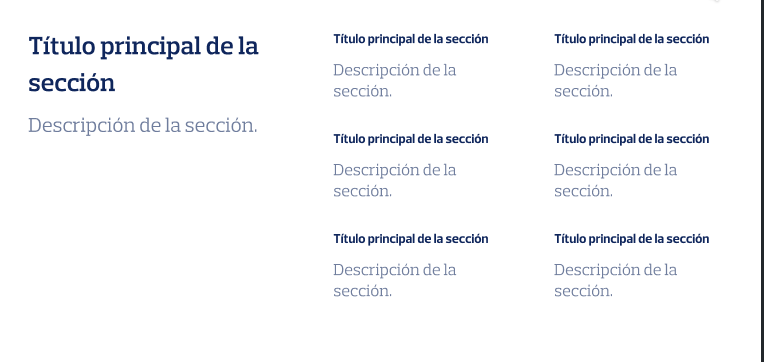 Título principal de la
sección
Descripción de la sección.
Título principal de la sección
Descripción de la
sección.
Título principal de la sección
Descripción de la
sección.
Título principal de la sección
Descripción de la
sección.
Título principal de la sección
Descripción de la
sección.
Título principal de la sección
Descripción de la
sección.
Título principal de la sección
Descripción de la
sección.